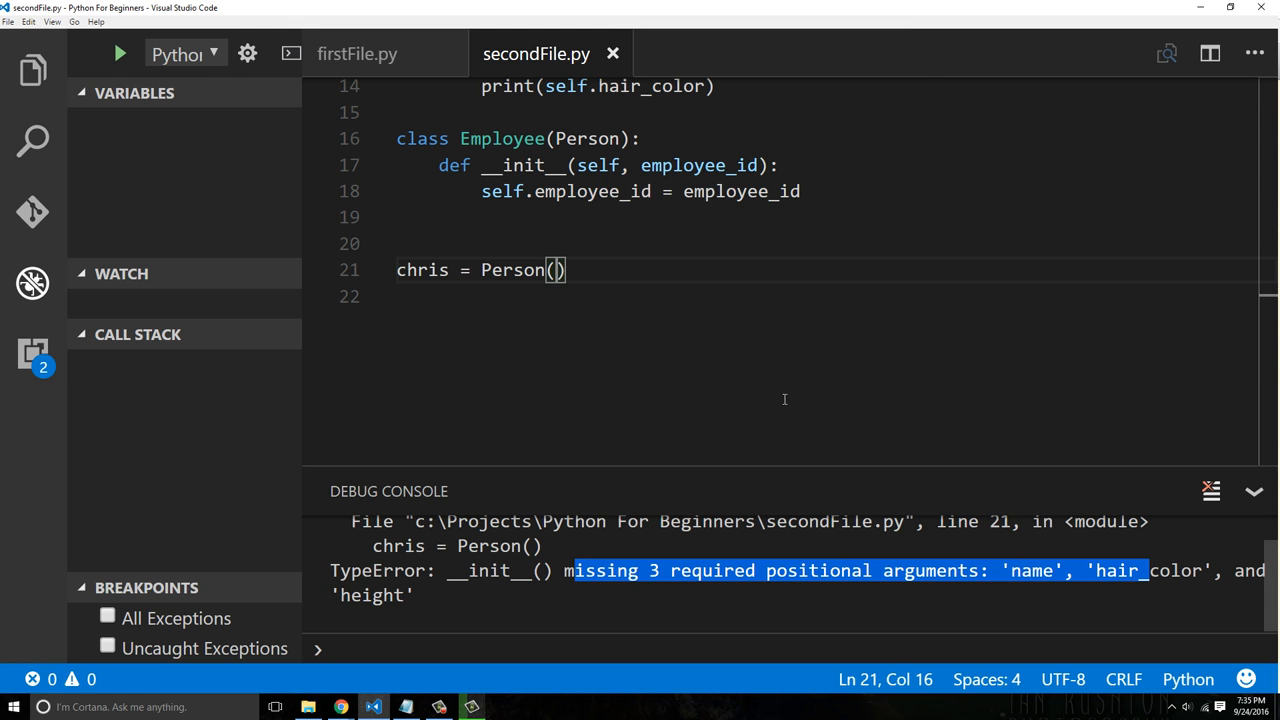 secondFile.py - Python For Beginners - Visual Studio Code
File Edit View Go Help
Pythor
firstFile.py
secondFile.py
VARIABLES
14 print(self.hair_color)
15
16 class Employee(Person):
17 def __init__(self, employee_id):
18 self.employee_id = employee_id
19
20
21 chris = Person()
22
WATCH
CALL STACK
2
DEBUG CONSOLE
File "c:\Projects\Python For Beginners\secondFile.py", line 21, in <module>
chris = Person()
TypeError: __init__() missing 3 required positional arguments: 'name', 'hair_color', and
'height'
BREAKPOINTS
All Exceptions
Uncaught Exceptions
0 0
Ln 21, Col 16 Spaces: 4 UTF-8 CRLF Python
I'm Cortana. Ask me anything.
7:35 PM
9/24/2016